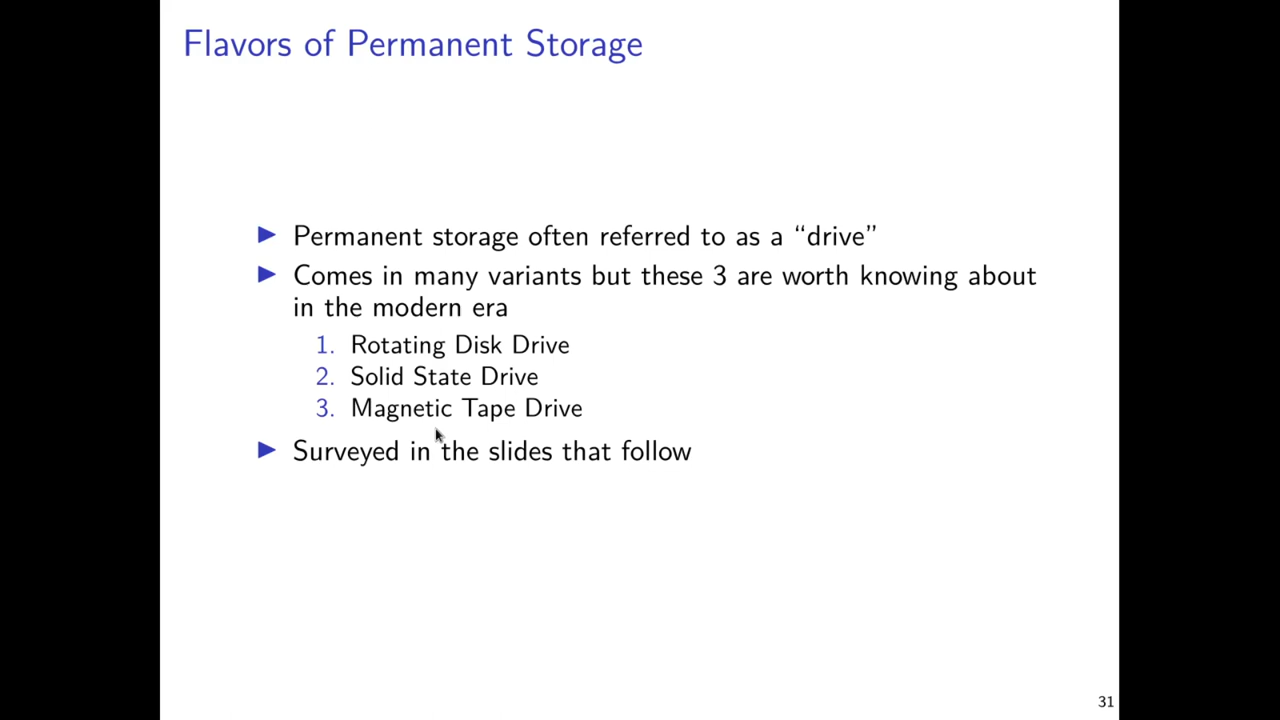 Flavors of Permanent Storage
▶ Permanent storage often referred to as a “drive”
▶ Comes in many variants but these 3 are worth knowing about
in the modern era
1. Rotating Disk Drive
2. Solid State Drive
3. Magnetic Tape Drive
▶ Surveyed in the slides that follow
31